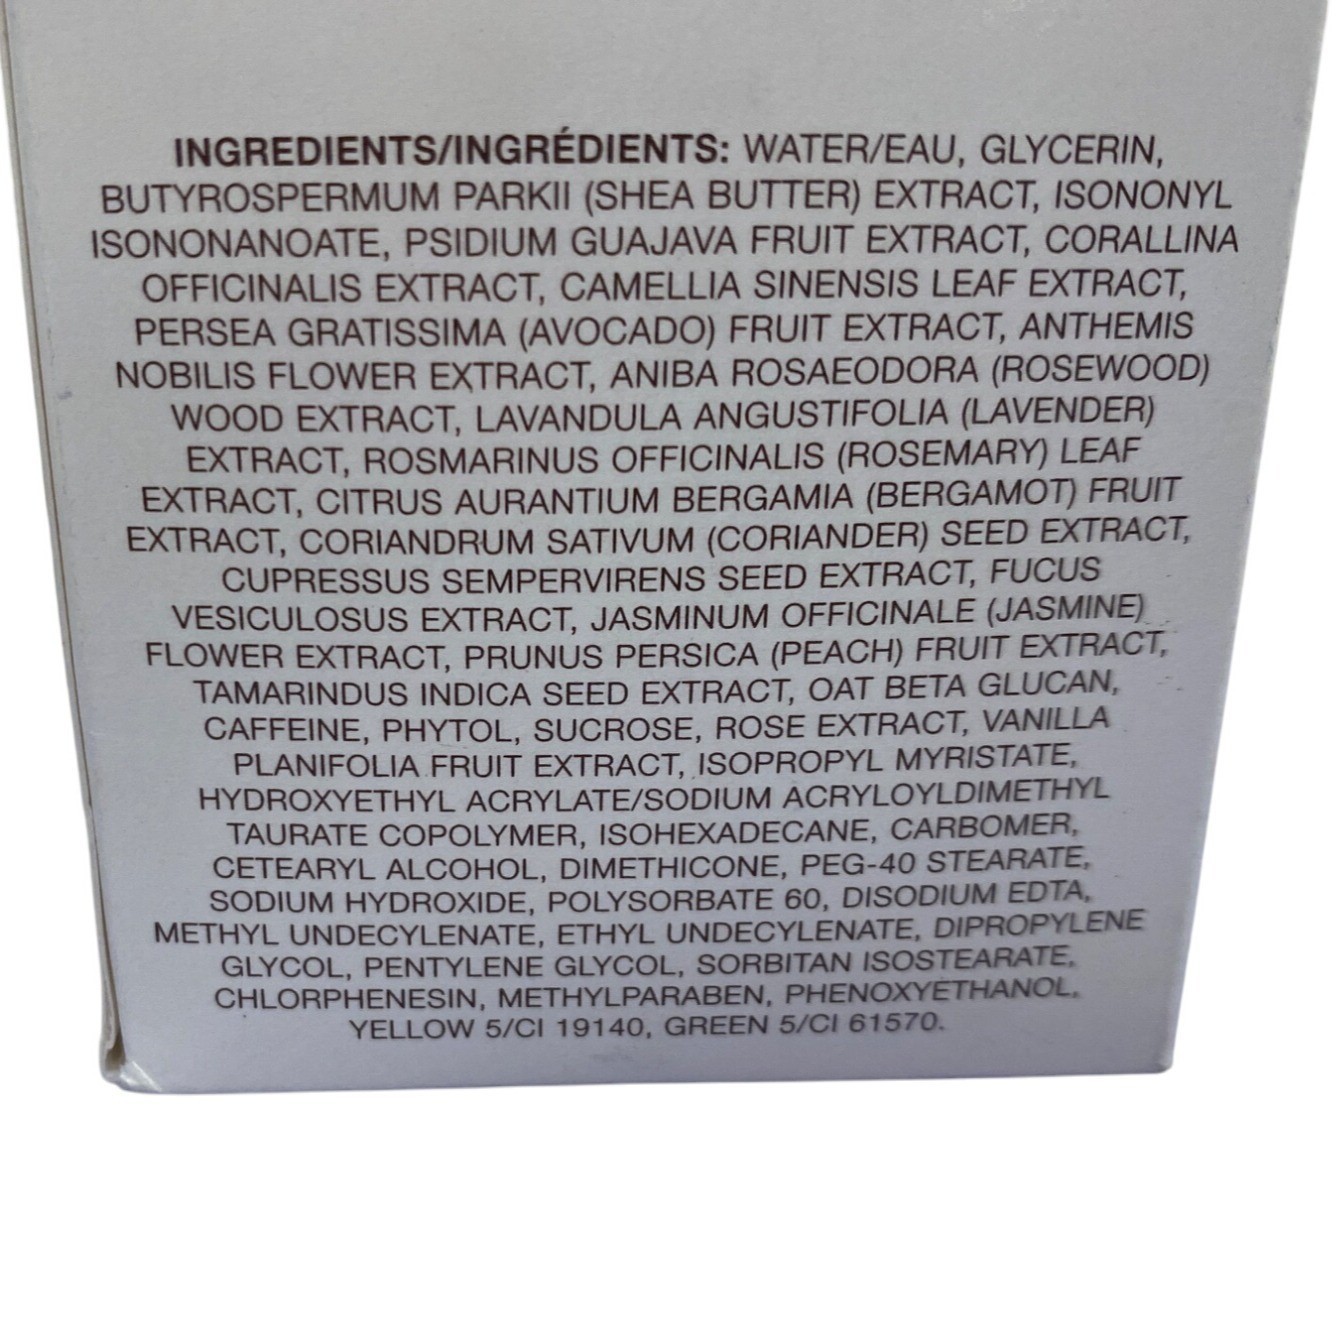 INGREDIENTS/INGRÉDIENTS: WATER/EAU, GLYCERIN,
BUTYROSPERMUM PARKII (SHEA BUTTER) EXTRACT, ISONONYL
ISONONANOATE, PSIDIUM GUAJAVA FRUIT EXTRACT, CORALLINA
OFFICINALIS EXTRACT, CAMELLIA SINENSIS LEAF EXTRACT,
PERSEA GRATISSIMA (AVOCADO) FRUIT EXTRACT, ANTHEMIS
NOBILIS FLOWER EXTRACT, ANIBA ROSAEODORA (ROSEWOOD)
WOOD EXTRACT, LAVANDULA ANGUSTIFOLIA (LAVENDER)
EXTRACT, ROSMARINUS OFFICINALIS (ROSEMARY) LEAF
EXTRACT, CITRUS AURANTIUM BERGAMIA (BERGAMOT) FRUIT
EXTRACT, CORIANDRUM SATIVUM (CORIANDER) SEED EXTRACT,
CUPRESSUS SEMPERVIRENS SEED EXTRACT, FUCUS
VESICULOSUS EXTRACT, JASMINUM OFFICINALE (JASMINE)
FLOWER EXTRACT, PRUNUS PERSICA (PEACH) FRUIT EXTRACT,
TAMARINDUS INDICA SEED EXTRACT, OAT BETA GLUCAN,
CAFFEINE, PHYTOL, SUCROSE, ROSE EXTRACT, VANILLA
PLANIFOLIA FRUIT EXTRACT, ISOPROPYL MYRISTATE,
HYDROXYETHYL ACRYLATE/SODIUM ACRYLOYLDIMETHYL
TAURATE COPOLYMER, ISOHEXADECANE, CARBOMER,
CETEARYL ALCOHOL, DIMETHICONE, PEG-40 STEARATE,
SODIUM HYDROXIDE, POLYSORBATE 60, DISODIUM EDTA,
METHYL UNDECYLENATE, ETHYL UNDECYLENATE, DIPROPYLENE
GLYCOL, PENTYLENE GLYCOL, SORBITAN ISOSTEARATE,
CHLORPHENESIN, METHYLPARABEN, PHENOXYETHANOL,
YELLOW 5/CI 19140, GREEN 5/CI 61570.